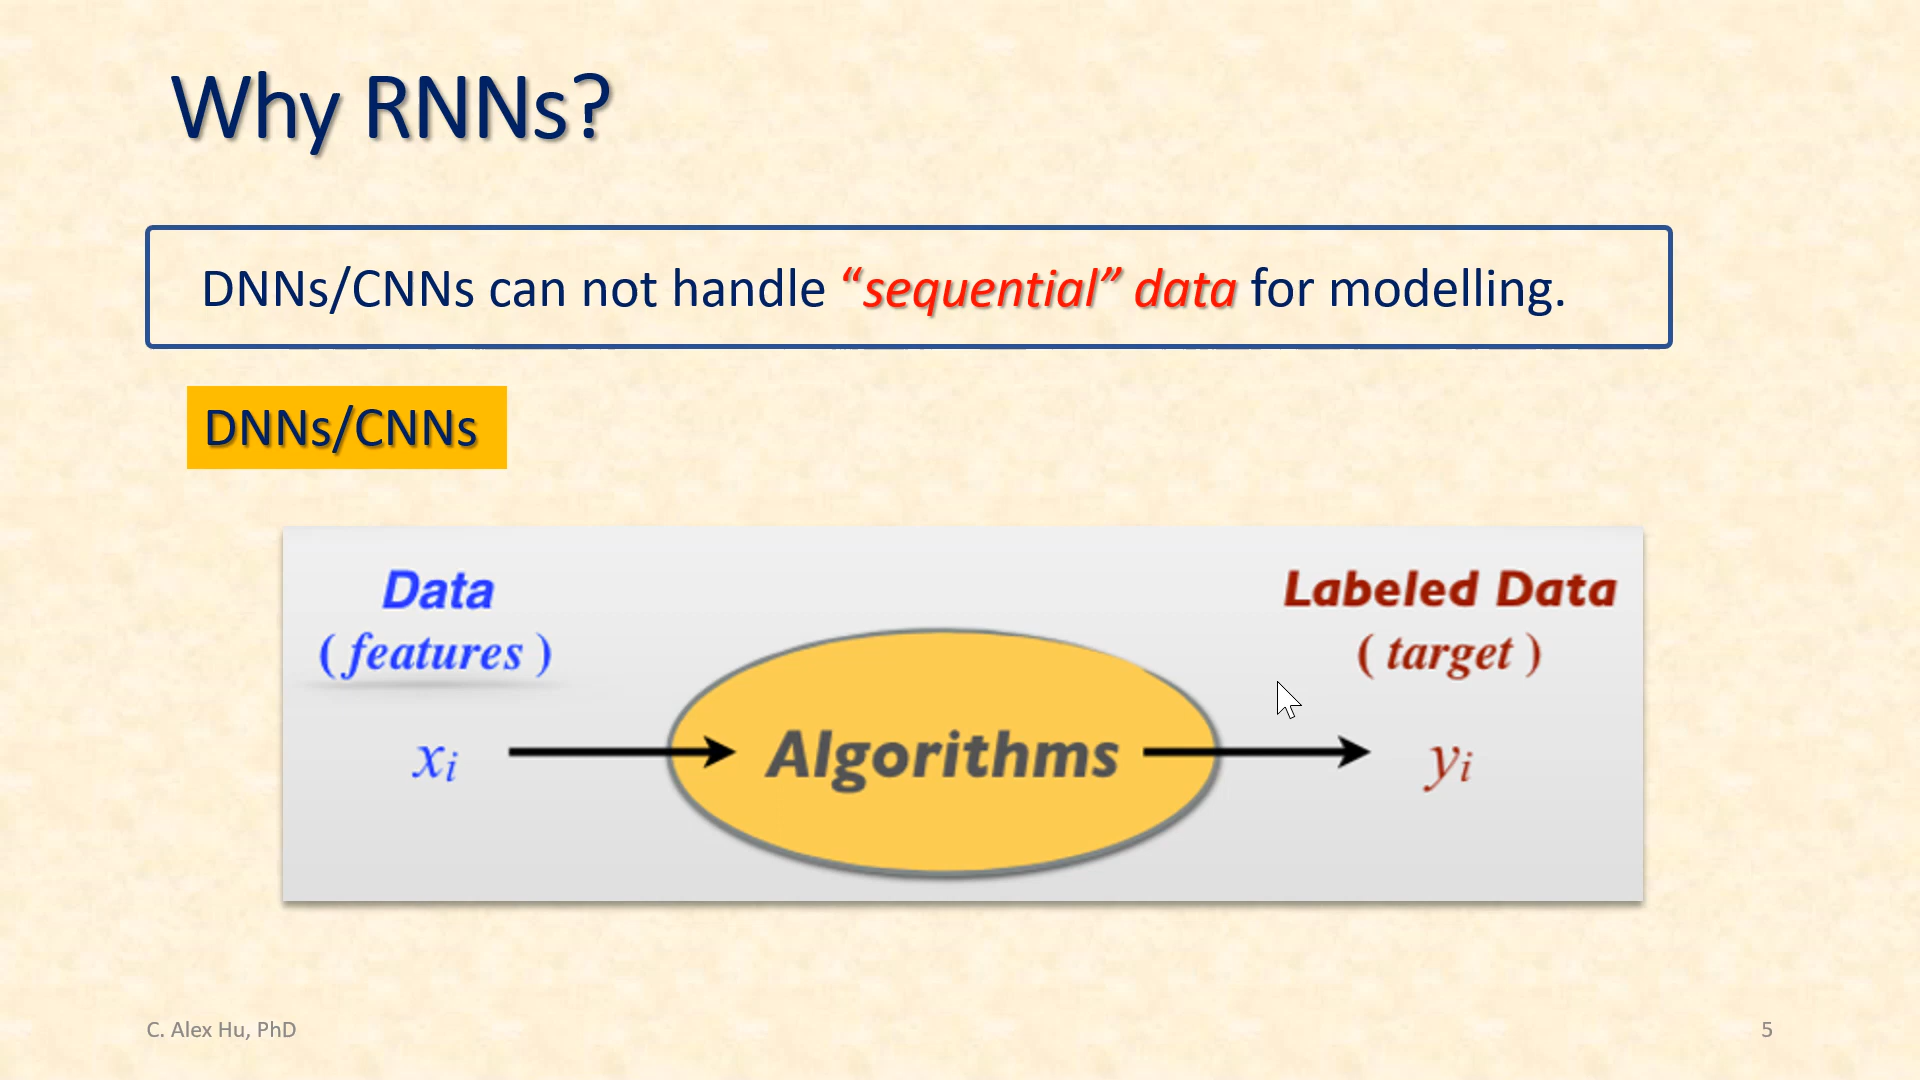 Why RNNs?
DNNs/CNNs can not handle “sequential” data for modelling.
DNNs/CNNs
Data
( features )
Labeled Data
( target )
xi
Algorithms
yi
C. Alex Hu, PhD
5